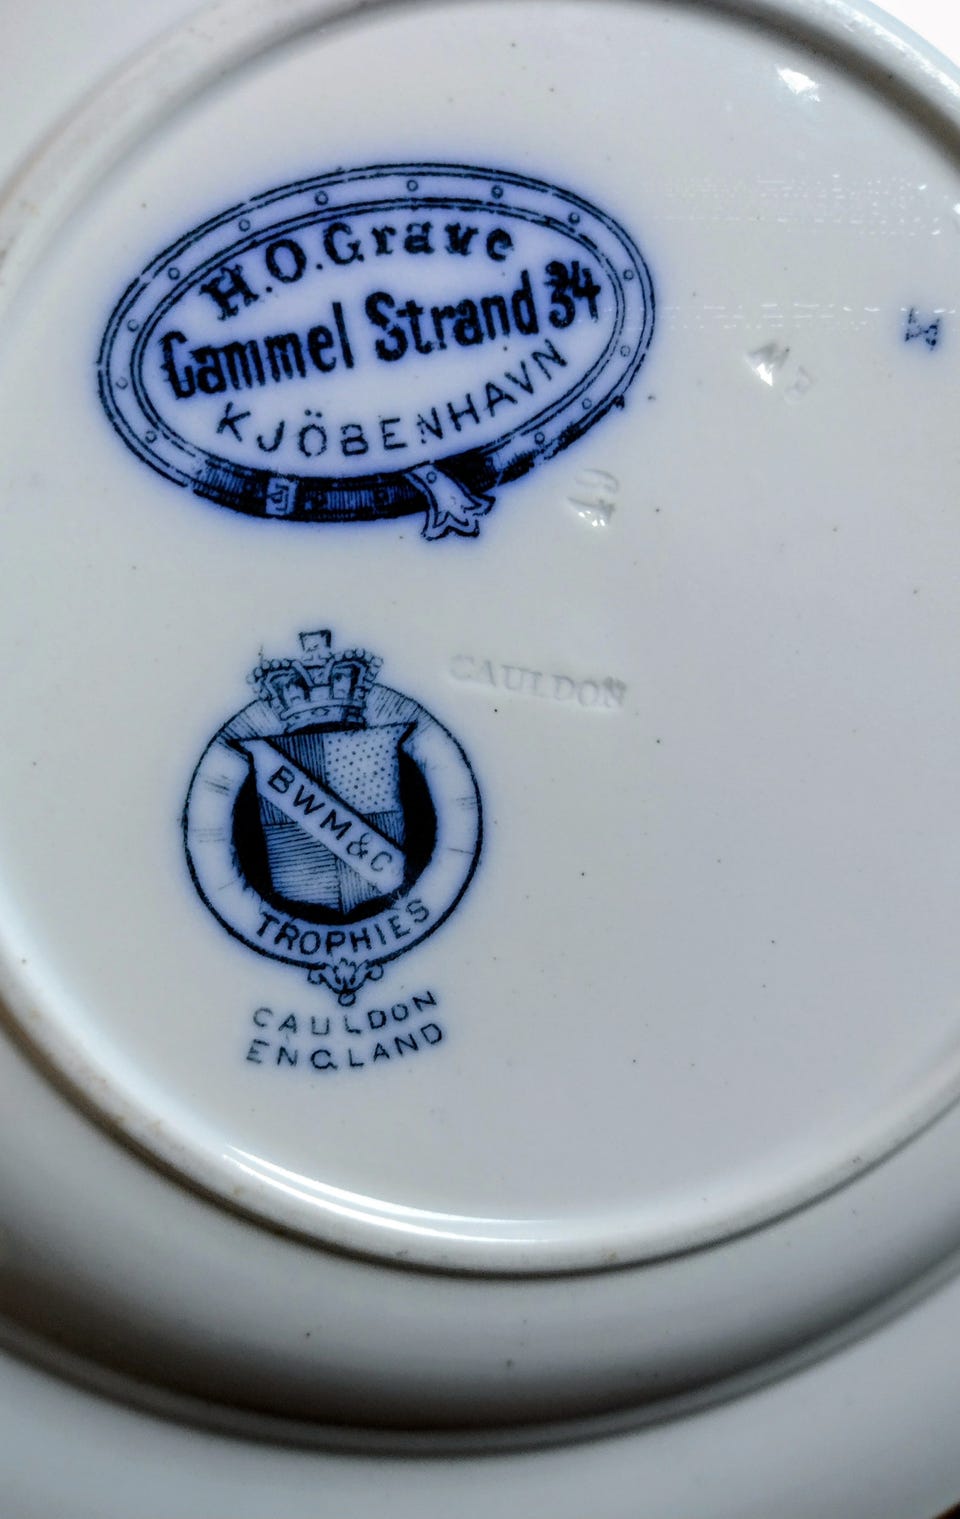 H.O.Grave
Gammel Strand 34
KJÖBENHAVN
CAULDON
BWM&C
TROPHIES
CAULDON
ENGLAND